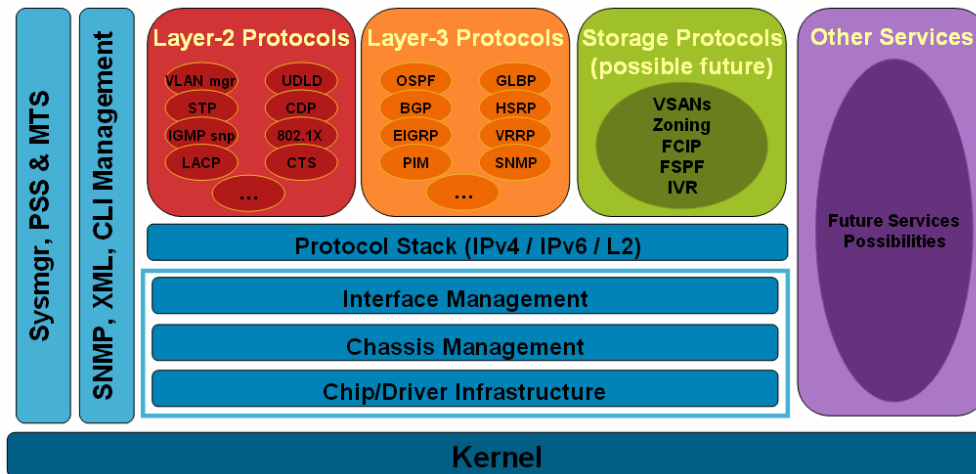 Sysmgr, PSS & MTS
SNMP, XML, CLI Management
Layer-2 Protocols
VLAN mgr
UDLD
STP
CDP
IGMP snp
802.1X
LACP
CTS
...
Layer-3 Protocols
OSPF
GLBP
BGP
HSRP
EIGRP
VRRP
PIM
SNMP
...
Storage Protocols
(possible future)
VSANs
Zoning
FCIP
FSPF
IVR
Other Services
Future Services
Possibilities
Protocol Stack (IPv4 / IPv6 / L2)
Interface Management
Chassis Management
Chip/Driver Infrastructure
Kernel